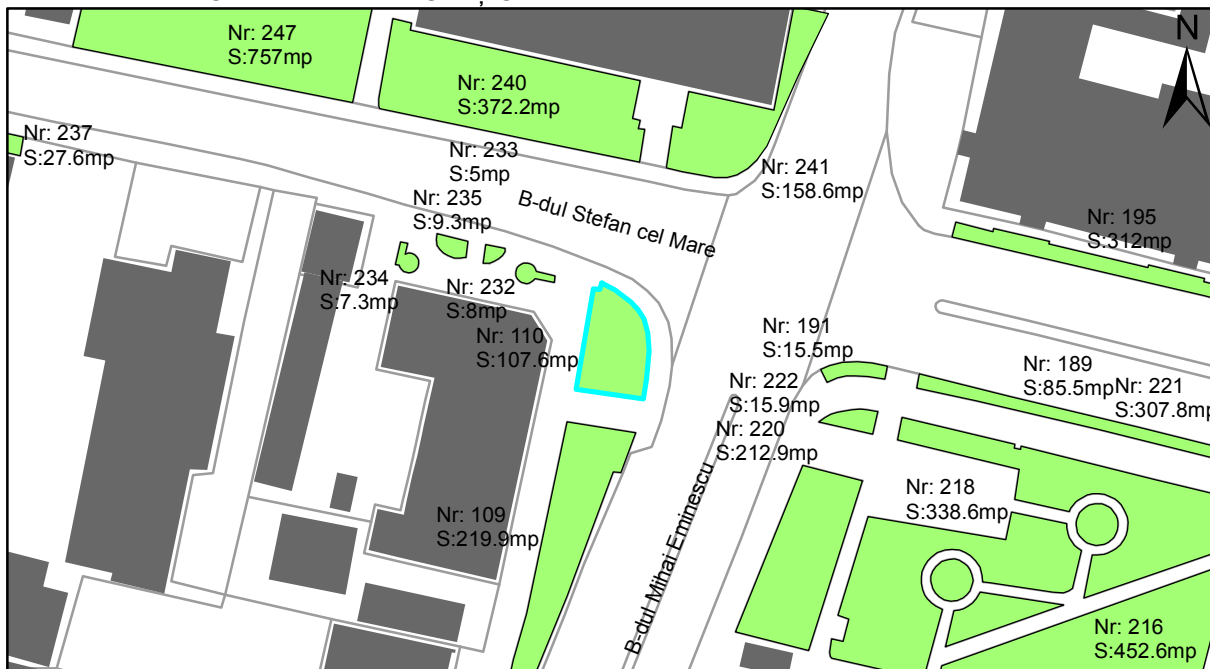 N
Nr: 247
S:757mp
Nr: 240
S:372.2mp
Nr: 237
S:27.6mp
Nr: 233
S:5mp
Nr: 241
S:158.6mp
Nr: 235
S:9.3mp
B-dul Stefan cel Mare
Nr: 195
S:312mp
Nr: 234
S:7.3mp
Nr: 232
S:8mp
Nr: 110
S:107.6mp
Nr: 191
S:15.5mp
Nr: 189
S:85.5mp
Nr: 221
S:307.8mp
Nr: 222
S:15.9mp
Nr: 220
S:212.9mp
B-dul Mihai Eminescu
Nr: 218
S:338.6mp
Nr: 109
S:219.9mp
Nr: 216
S:452.6mp